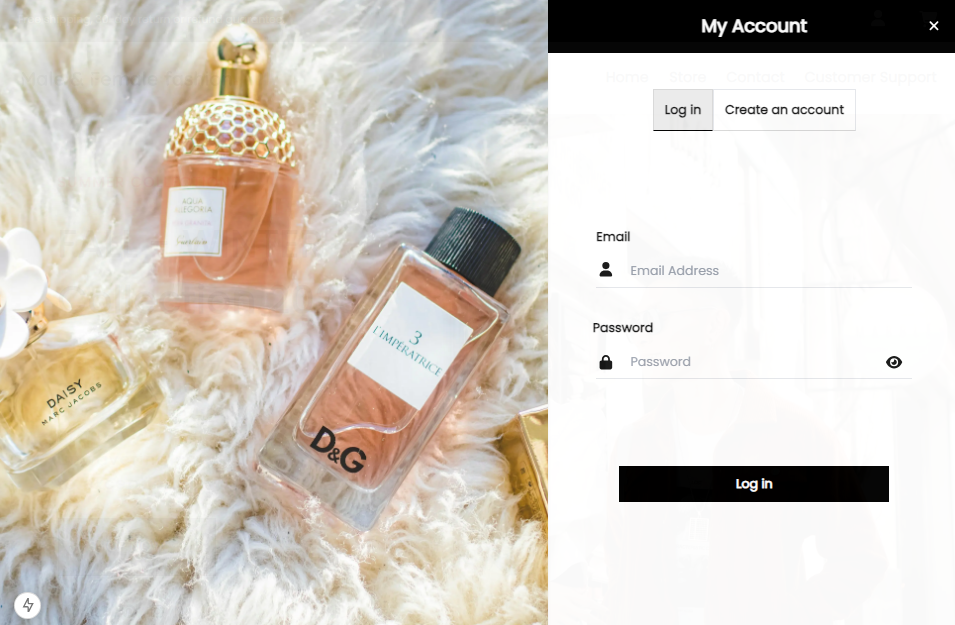 My Account
Home Store Contact Customer Support
Log in Create an account
Email
Email Address
Password
Password
Log in
AQUA
ALLEGORIA
3
L'IMPÉRATRICE
D&G
DAISY
MARC JACOBS